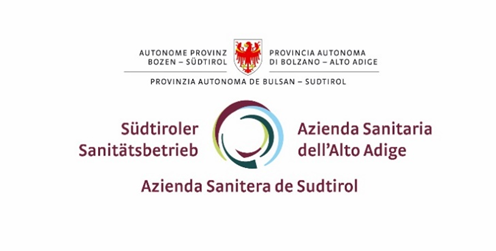 AUTONOME PROVINZ
BOZEN – SÜDTIROL
PROVINCIA AUTONOMA
DI BOLZANO – ALTO ADIGE
PROVINZIA AUTONOMA DE BULSAN – SUDTIROL
Südtiroler
Sanitätsbetrieb
Azienda Sanitaria
dell'Alto Adige
Azienda Sanitera de Sudtirol